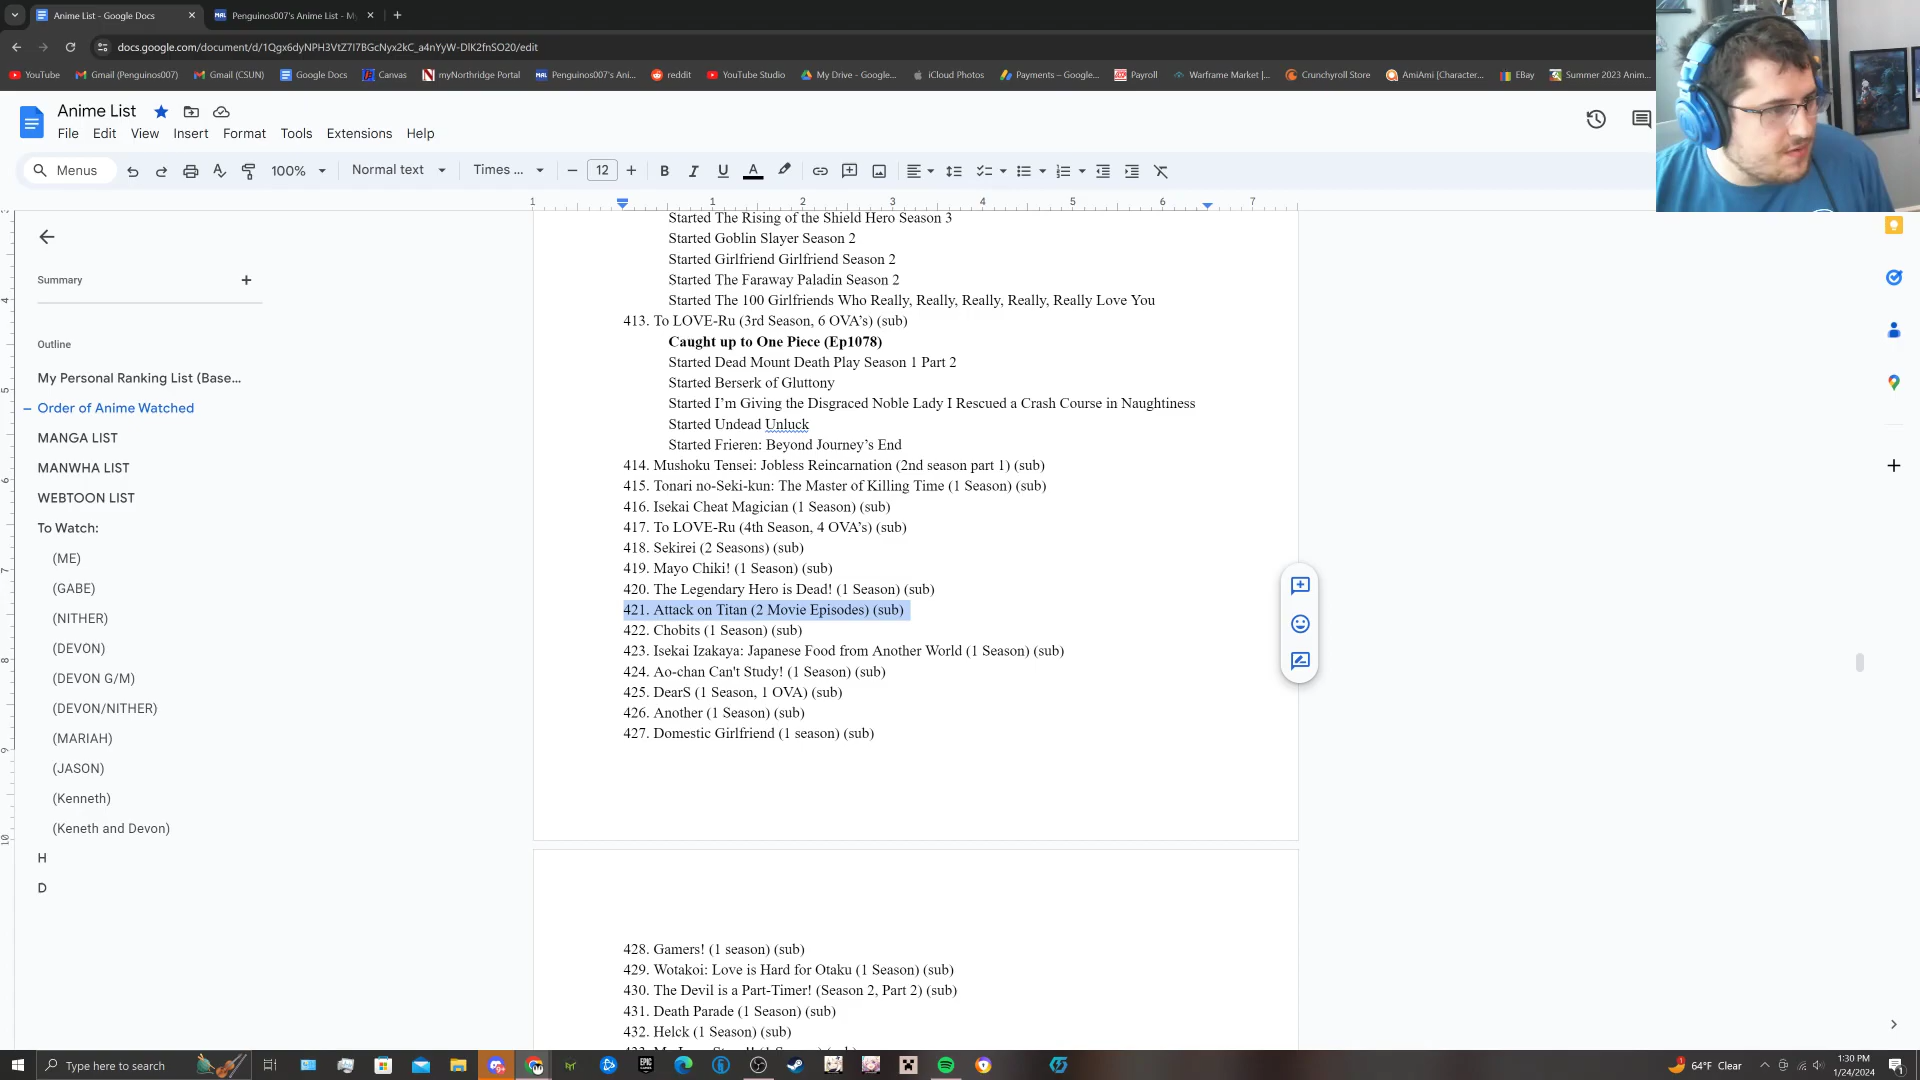 Anime List - Google Docs
Penguinos007's Anime List - My
docs.google.com/document/d/1Qgx6dyNPH3VtZ7I7BGcNyx2kC_a4nYyW-DlK2fnSO20/edit
YouTube
Gmail (Penguinos007)
Gmail (CSUN)
Google Docs
Canvas
myNorthridge Portal
Penguinos007's Ani...
reddit
YouTube Studio
My Drive - Google...
iCloud Photos
Payments – Google...
Payroll
Warframe Market |...
Crunchyroll Store
AmiAmi [Character...
EBay
Summer 2023 Anim...
Anime List
File Edit View Insert Format Tools Extensions Help
Menus 100% Normal text Times ... 12 B I U A
1 1 2 3 4 5 6 7
Summary
Outline
My Personal Ranking List (Base...
Order of Anime Watched
MANGA LIST
MANWHA LIST
WEBTOON LIST
To Watch:
(ME)
(GABE)
(NITHER)
(DEVON)
(DEVON G/M)
(DEVON/NITHER)
(MARIAH)
(JASON)
(Kenneth)
(Keneth and Devon)
H
D
Started The Rising of the Shield Hero Season 3
Started Goblin Slayer Season 2
Started Girlfriend Girlfriend Season 2
Started The Faraway Paladin Season 2
Started The 100 Girlfriends Who Really, Really, Really, Really, Really Love You
413. To LOVE-Ru (3rd Season, 6 OVA’s) (sub)
Caught up to One Piece (Ep1078)
Started Dead Mount Death Play Season 1 Part 2
Started Berserk of Gluttony
Started I’m Giving the Disgraced Noble Lady I Rescued a Crash Course in Naughtiness
Started Undead Unluck
Started Frieren: Beyond Journey’s End
414. Mushoku Tensei: Jobless Reincarnation (2nd season part 1) (sub)
415. Tonari no-Seki-kun: The Master of Killing Time (1 Season) (sub)
416. Isekai Cheat Magician (1 Season) (sub)
417. To LOVE-Ru (4th Season, 4 OVA’s) (sub)
418. Sekirei (2 Seasons) (sub)
419. Mayo Chiki! (1 Season) (sub)
420. The Legendary Hero is Dead! (1 Season) (sub)
421. Attack on Titan (2 Movie Episodes) (sub)
422. Chobits (1 Season) (sub)
423. Isekai Izakaya: Japanese Food from Another World (1 Season) (sub)
424. Ao-chan Can't Study! (1 Season) (sub)
425. DearS (1 Season, 1 OVA) (sub)
426. Another (1 Season) (sub)
427. Domestic Girlfriend (1 season) (sub)
428. Gamers! (1 season) (sub)
429. Wotakoi: Love is Hard for Otaku (1 Season) (sub)
430. The Devil is a Part-Timer! (Season 2, Part 2) (sub)
431. Death Parade (1 Season) (sub)
432. Helck (1 Season) (sub)
Type here to search
64°F Clear
1:30 PM
1/24/2024